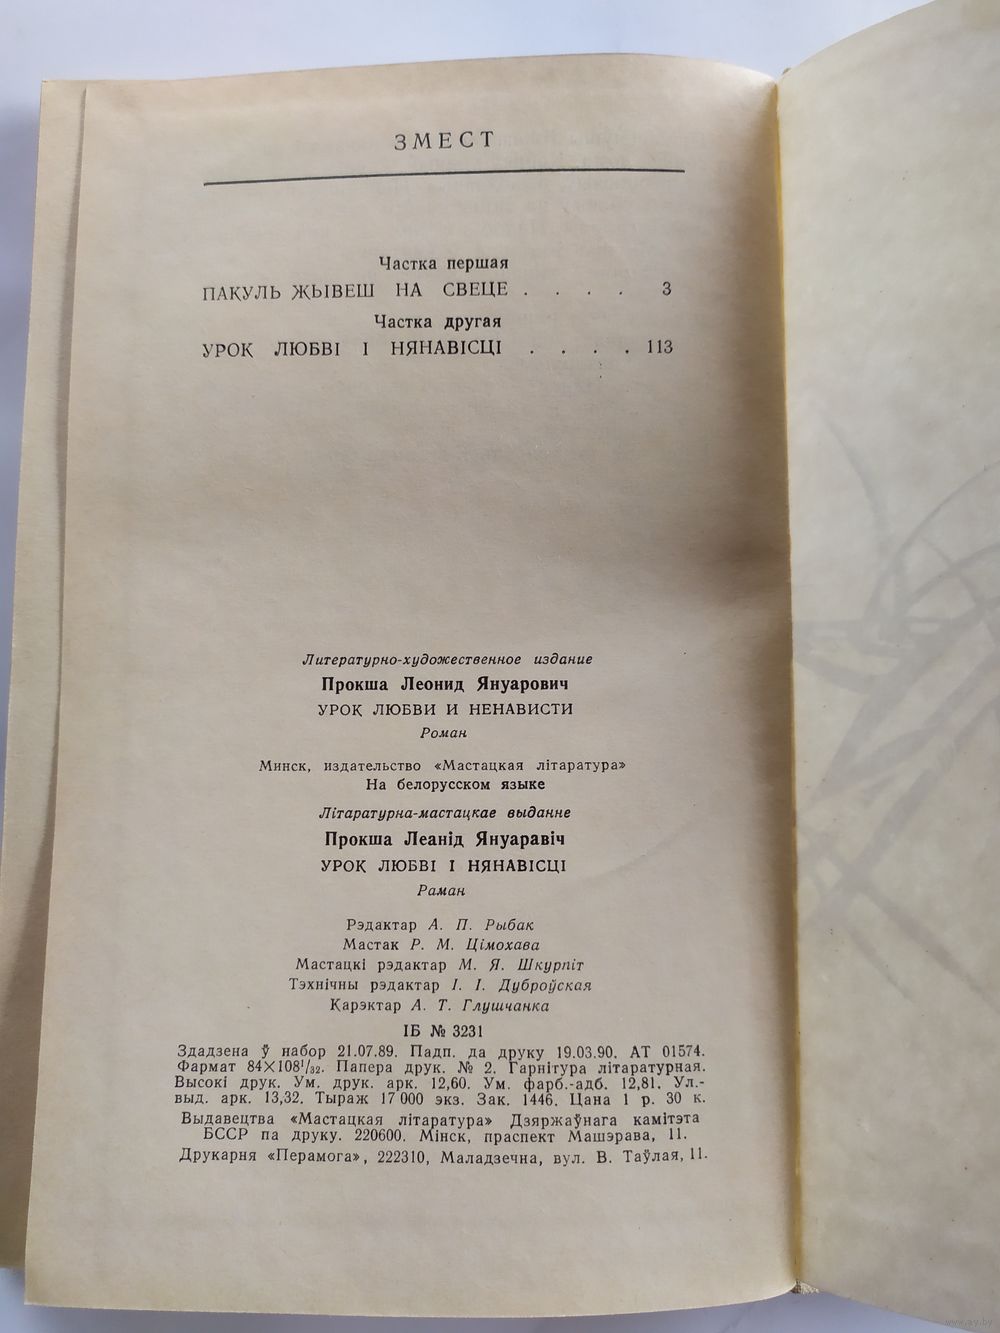 ЗМЕСТ
Частка першая
ПАКУЛЬ ЖЫВЕШ НА СВЕЦЕ . . . . 3
Частка другая
УРОК ЛЮБВІ І НЯНАВІСЦІ . . . . 113
Литературно-художественное издание
Прокша Леонид Януарович
УРОК ЛЮБВИ И НЕНАВИСТИ
Роман
Минск, издательство «Мастацкая літаратура»
На белорусском языке
Літаратурна-мастацкае выданне
Прокша Леанід Януаравіч
УРОК ЛЮБВІ І НЯНАВІСЦІ
Раман
Рэдактар А. П. Рыбак
Мастак Р. М. Цімохава
Мастацкі рэдактар М. Я. Шкурпіт
Тэхнічны рэдактар І. І. Дуброўская
Карэктар А. Т. Глушчанка
ІБ № 3231
Здадзена ў набор 21.07.89. Падп. да друку 19.03.90. АТ 01574.
Фармат 84×108¹/₃₂. Папера друк. № 2. Гарнітура літаратурная.
Высокі друк. Ум. друк. арк. 12,60. Ум. фарб.-адб. 12,81. Ул.-
выд. арк. 13,32. Тыраж 17 000 экз. Зак. 1446. Цана 1 р. 30 к.
Выдавецтва «Мастацкая літаратура» Дзяржаўнага камітэта
БССР па друку. 220600. Мінск, праспект Машэрава, 11.
Друкарня «Перамога», 222310, Маладзечна, вул. В. Таўлая, 11.
www.ay.by